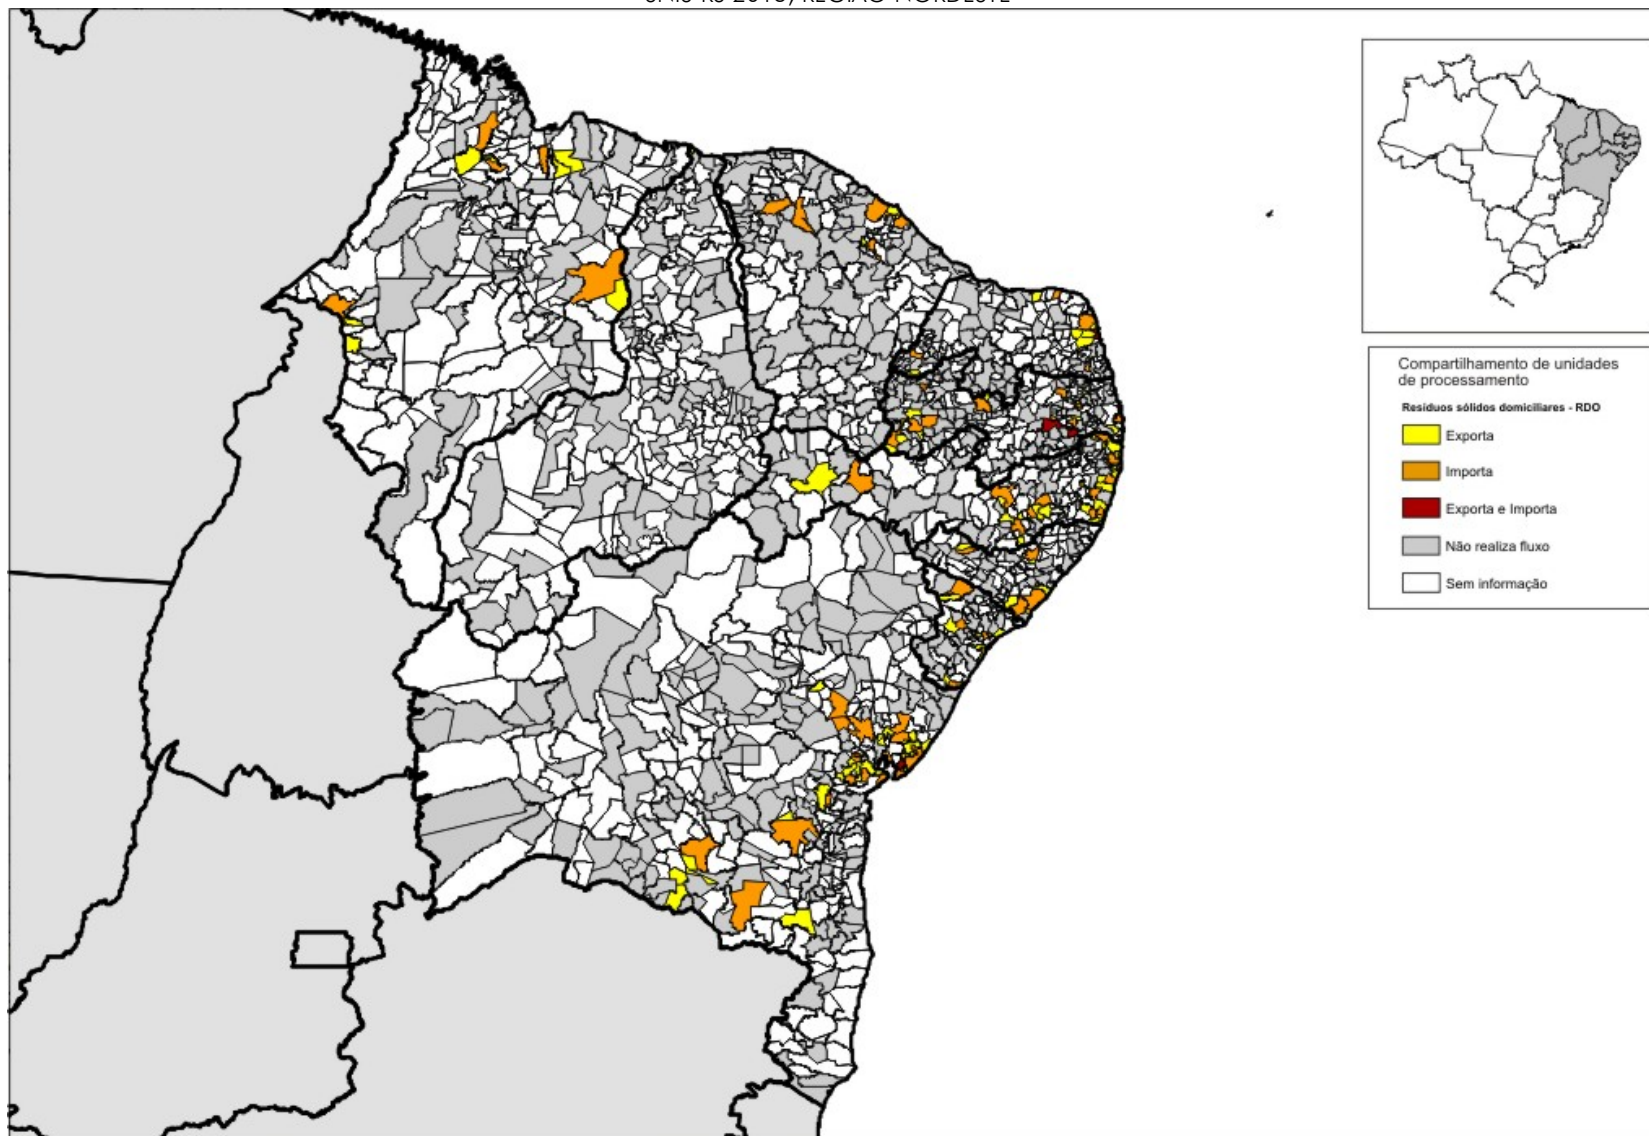 Compartilhamento de unidades
de processamento
Resíduos sólidos domiciliares - RDO
Exporta
Importa
Exporta e Importa
Não realiza fluxo
Sem informação